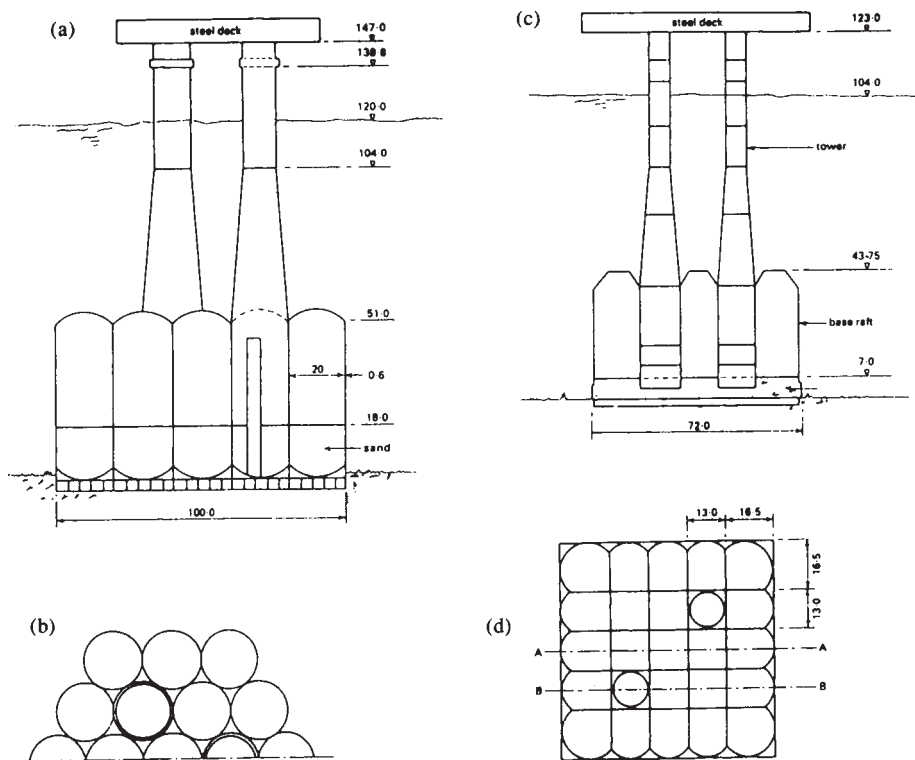 (a)
steel deck
147·0
138·8
120·0
104·0
51·0
20
0·6
18·0
sand
100·0
(b)
(c)
steel deck
123·0
104·0
tower
43-75
base raft
7·0
72·0
(d)
13·0
16·5
16·5
13·0
A
A
B
B